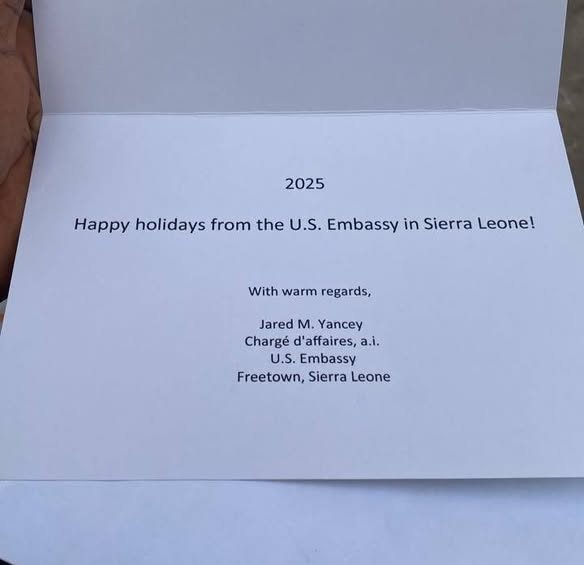 2025
Happy holidays from the U.S. Embassy in Sierra Leone!
With warm regards,
Jared M. Yancey
Chargé d'affaires, a.i.
U.S. Embassy
Freetown, Sierra Leone